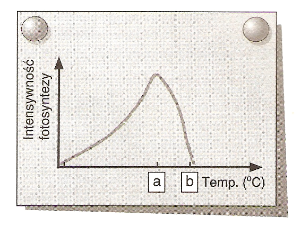 Intensywność
fotosyntezy
a
b
Temp. (°C)